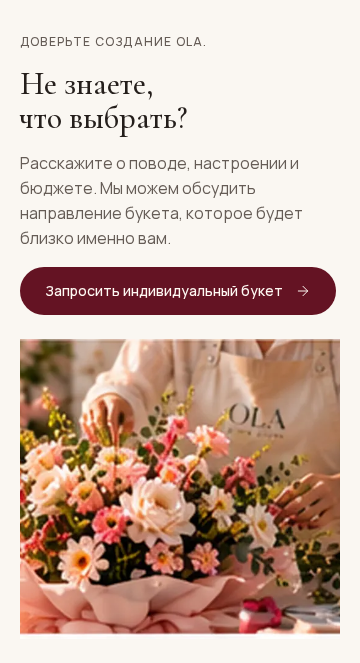 ДОВЕРЬТЕ СОЗДАНИЕ OLA.
Не знаете,
что выбрать?
Расскажите о поводе, настроении и
бюджете. Мы можем обсудить
направление букета, которое будет
близко именно вам.
Запросить индивидуальный букет →
OLA